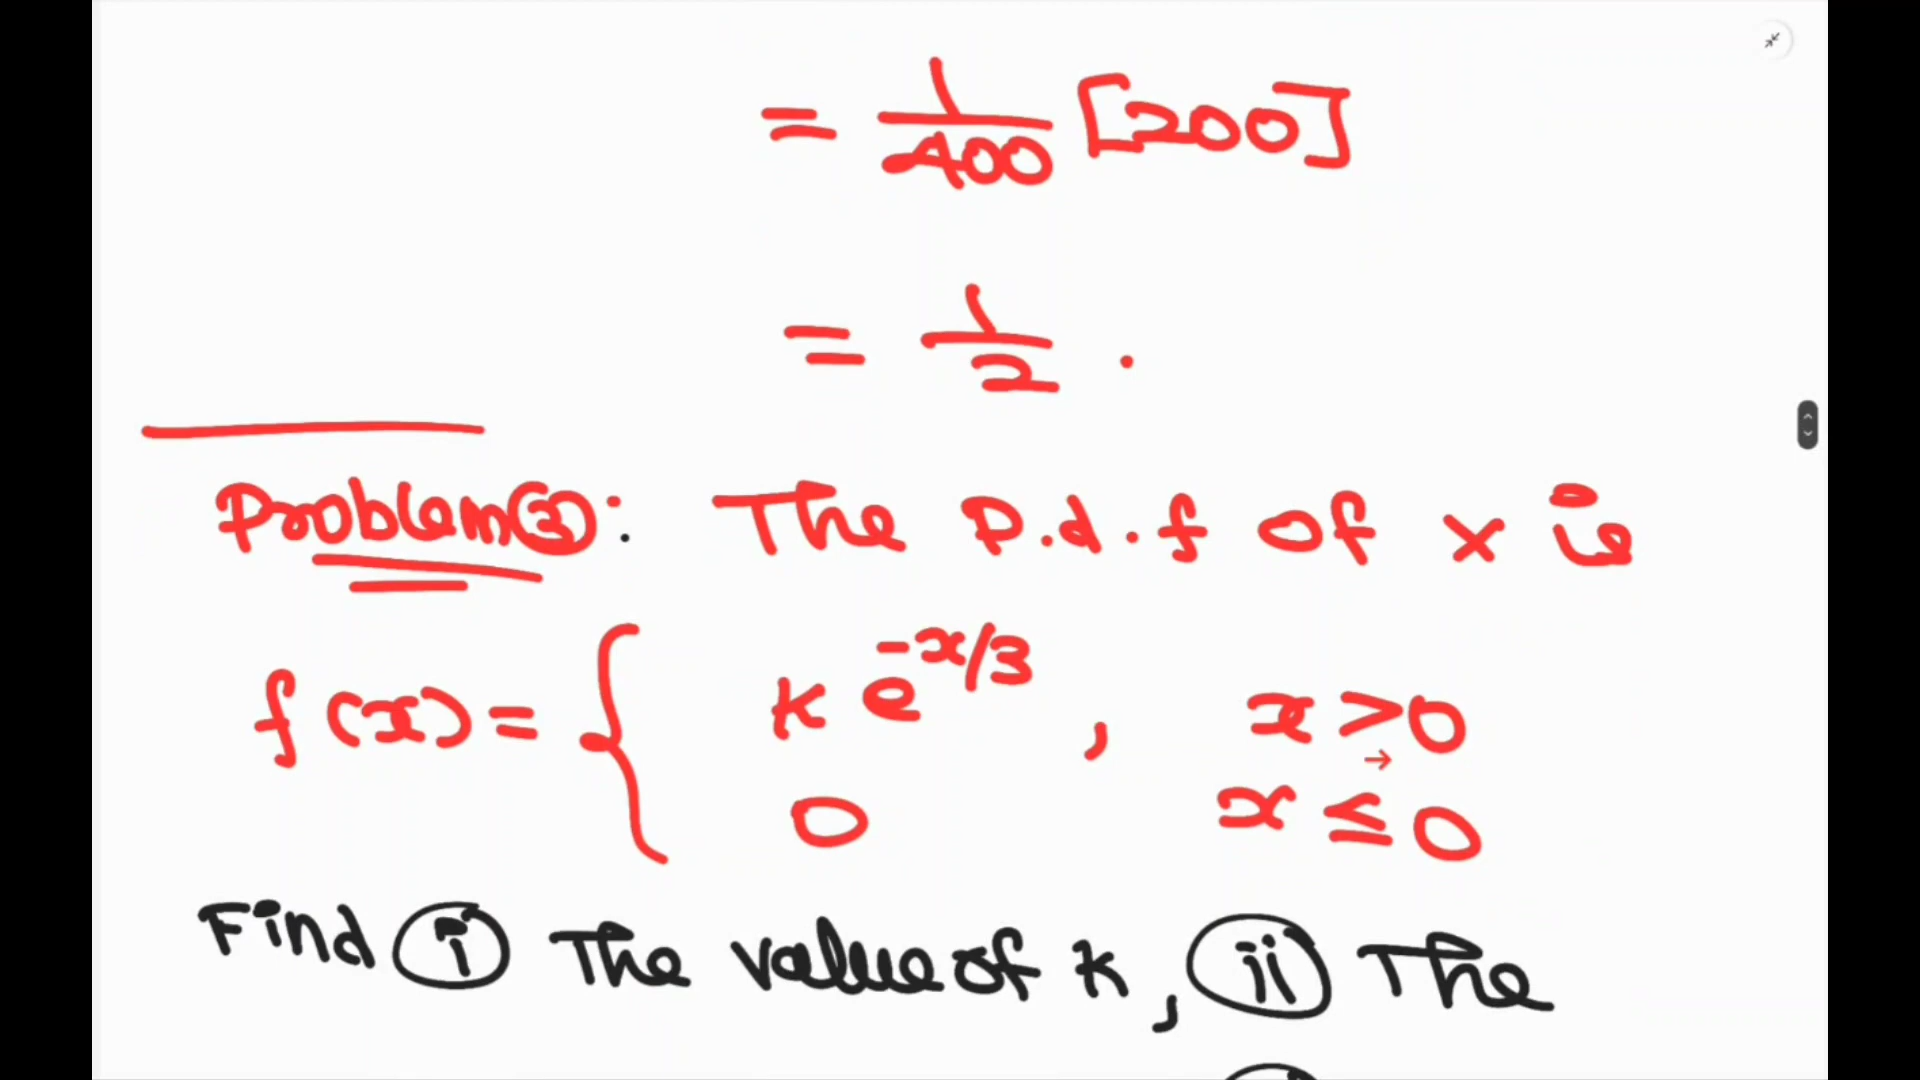 = 1/400 [200]
= 1/2 .
Problem(3): The P.d.f of X is
f(x) = { k e^{-x/3} , x > 0
0 x ≤ 0
Find (i) The value of k, (ii) The